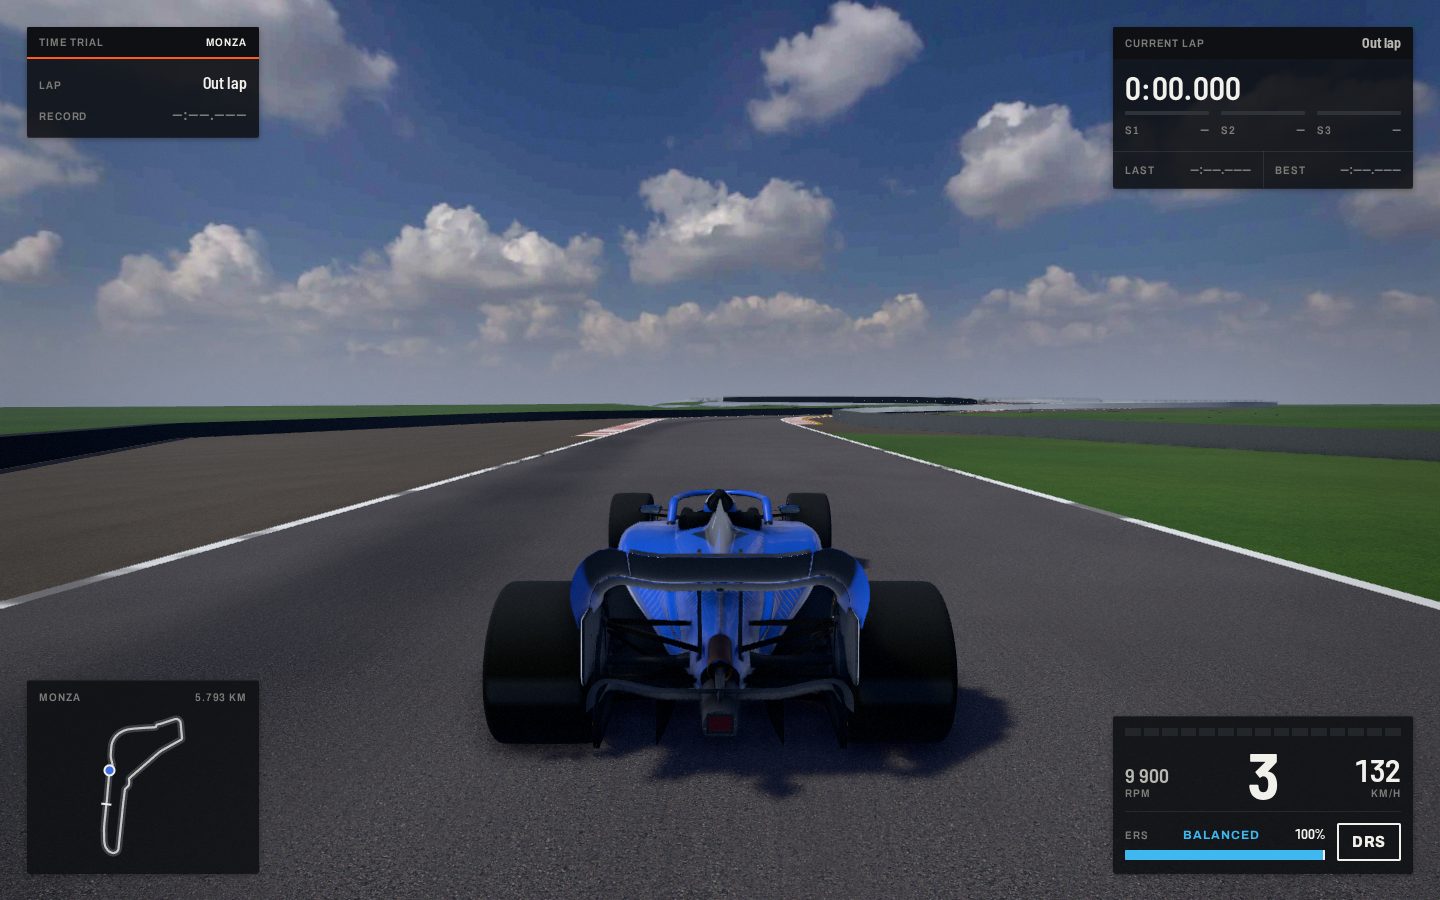 TIME TRIAL MONZA
LAP Out lap
RECORD –:––.–––
CURRENT LAP Out lap
0:00.000
S1 – S2 – S3 –
LAST –:––.––– BEST –:––.–––
MONZA 5.793 KM
9 900 RPM
3
132 KM/H
ERS BALANCED 100%
DRS